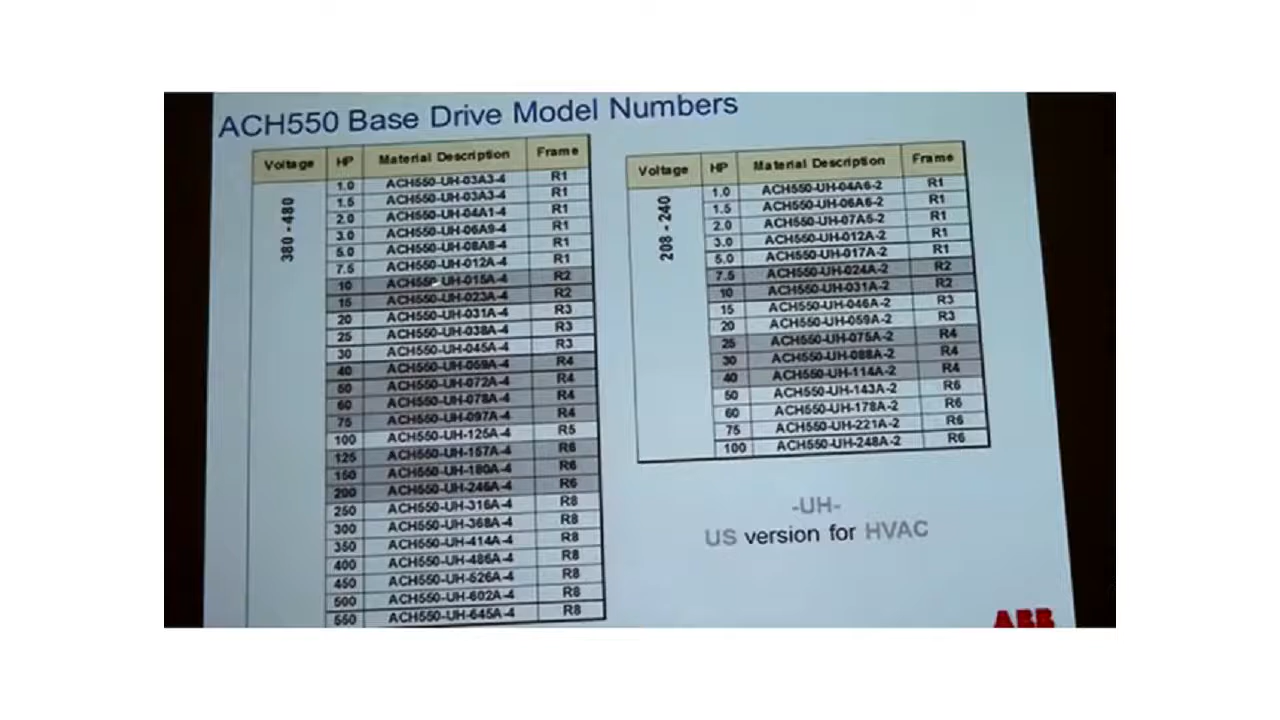 ACH550 Base Drive Model Numbers
Voltage HP Material Description Frame
380 - 480
1.0 ACH550-UH-03A3-4 R1
1.5 ACH550-UH-03A3-4 R1
2.0 ACH550-UH-04A1-4 R1
3.0 ACH550-UH-06A9-4 R1
5.0 ACH550-UH-08A8-4 R1
7.5 ACH550-UH-012A-4 R1
10 ACH550-UH-015A-4 R2
15 ACH550-UH-023A-4 R2
20 ACH550-UH-031A-4 R3
25 ACH550-UH-038A-4 R3
30 ACH550-UH-045A-4 R3
40 ACH550-UH-059A-4 R4
50 ACH550-UH-072A-4 R4
60 ACH550-UH-078A-4 R4
75 ACH550-UH-097A-4 R4
100 ACH550-UH-125A-4 R5
125 ACH550-UH-157A-4 R6
150 ACH550-UH-180A-4 R6
200 ACH550-UH-246A-4 R6
250 ACH550-UH-316A-4 R8
300 ACH550-UH-368A-4 R8
350 ACH550-UH-414A-4 R8
400 ACH550-UH-486A-4 R8
450 ACH550-UH-526A-4 R8
500 ACH550-UH-602A-4 R8
550 ACH550-UH-645A-4 R8
Voltage HP Material Description Frame
208 - 240
1.0 ACH550-UH-04A6-2 R1
1.5 ACH550-UH-06A6-2 R1
2.0 ACH550-UH-07A5-2 R1
3.0 ACH550-UH-012A-2 R1
5.0 ACH550-UH-017A-2 R1
7.5 ACH550-UH-024A-2 R2
10 ACH550-UH-031A-2 R2
15 ACH550-UH-046A-2 R3
20 ACH550-UH-059A-2 R3
25 ACH550-UH-075A-2 R4
30 ACH550-UH-088A-2 R4
40 ACH550-UH-114A-2 R4
50 ACH550-UH-143A-2 R6
60 ACH550-UH-178A-2 R6
75 ACH550-UH-221A-2 R6
100 ACH550-UH-248A-2 R6
-UH-
US version for HVAC
ABB